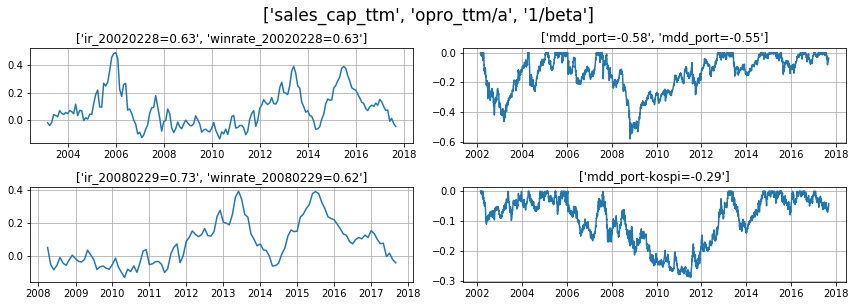 ['sales_cap_ttm', 'opro_ttm/a', '1/beta']
['ir_20020228=0.63', 'winrate_20020228=0.63']
0.4
0.2
0.0
2004 2006 2008 2010 2012 2014 2016 2018
['mdd_port=-0.58', 'mdd_port=-0.55']
0.0
−0.2
−0.4
−0.6
2002 2004 2006 2008 2010 2012 2014 2016 2018
['ir_20080229=0.73', 'winrate_20080229=0.62']
0.4
0.2
0.0
2008 2009 2010 2011 2012 2013 2014 2015 2016 2017 2018
['mdd_port-kospi=-0.29']
0.0
−0.1
−0.2
−0.3
2002 2004 2006 2008 2010 2012 2014 2016 2018